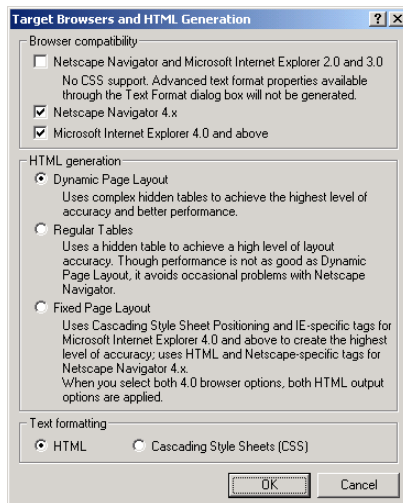 Target Browsers and HTML Generation
Browser compatibility
Netscape Navigator and Microsoft Internet Explorer 2.0 and 3.0
No CSS support. Advanced text format properties available
through the Text Format dialog box will not be generated.
Netscape Navigator 4.x
Microsoft Internet Explorer 4.0 and above
HTML generation
Dynamic Page Layout
Uses complex hidden tables to achieve the highest level of
accuracy and better performance.
Regular Tables
Uses a hidden table to achieve a high level of layout
accuracy. Though performance is not as good as Dynamic
Page Layout, it avoids occasional problems with Netscape
Navigator.
Fixed Page Layout
Uses Cascading Style Sheet Positioning and IE-specific tags for
Microsoft Internet Explorer 4.0 and above to create the highest
level of accuracy; uses HTML and Netscape-specific tags for
Netscape Navigator 4.x.
When you select both 4.0 browser options, both HTML output
options are applied.
Text formatting
HTML Cascading Style Sheets (CSS)
OK Cancel